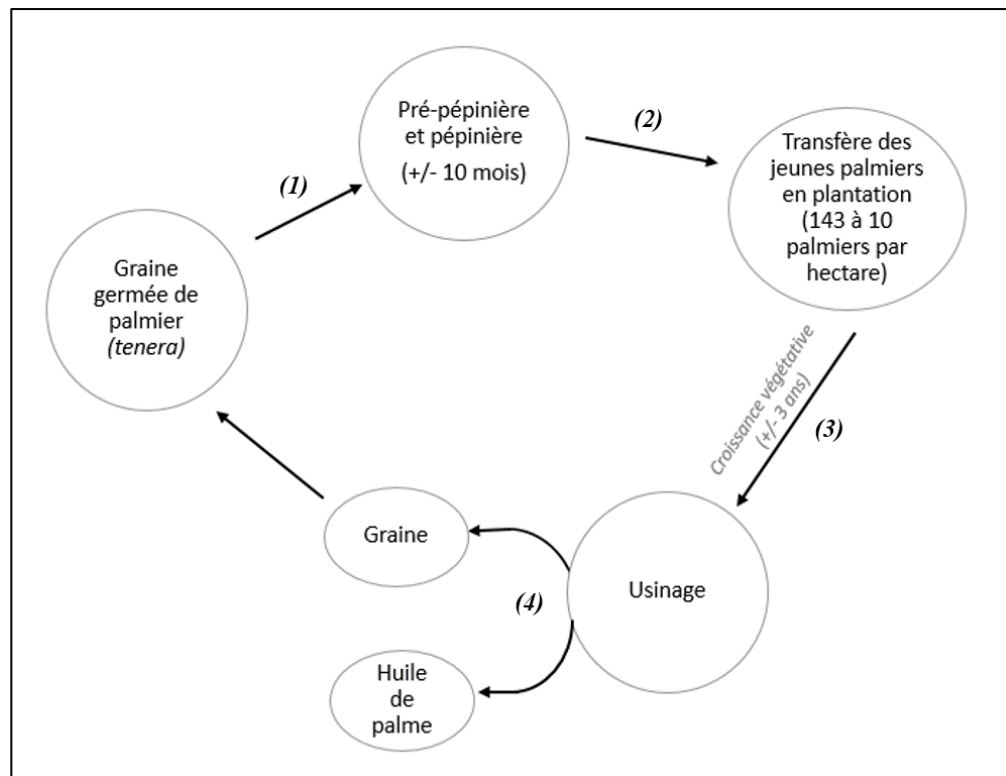 Pré-pépinière
et pépinière
(+/- 10 mois)
(2)
Transfère des
jeunes palmiers
en plantation
(143 à 10
palmiers par
hectare)
(1)
Graine
germée de
palmier
(tenera)
Croissance végétative
(+/- 3 ans)
(3)
Graine
Usinage
(4)
Huile
de
palme